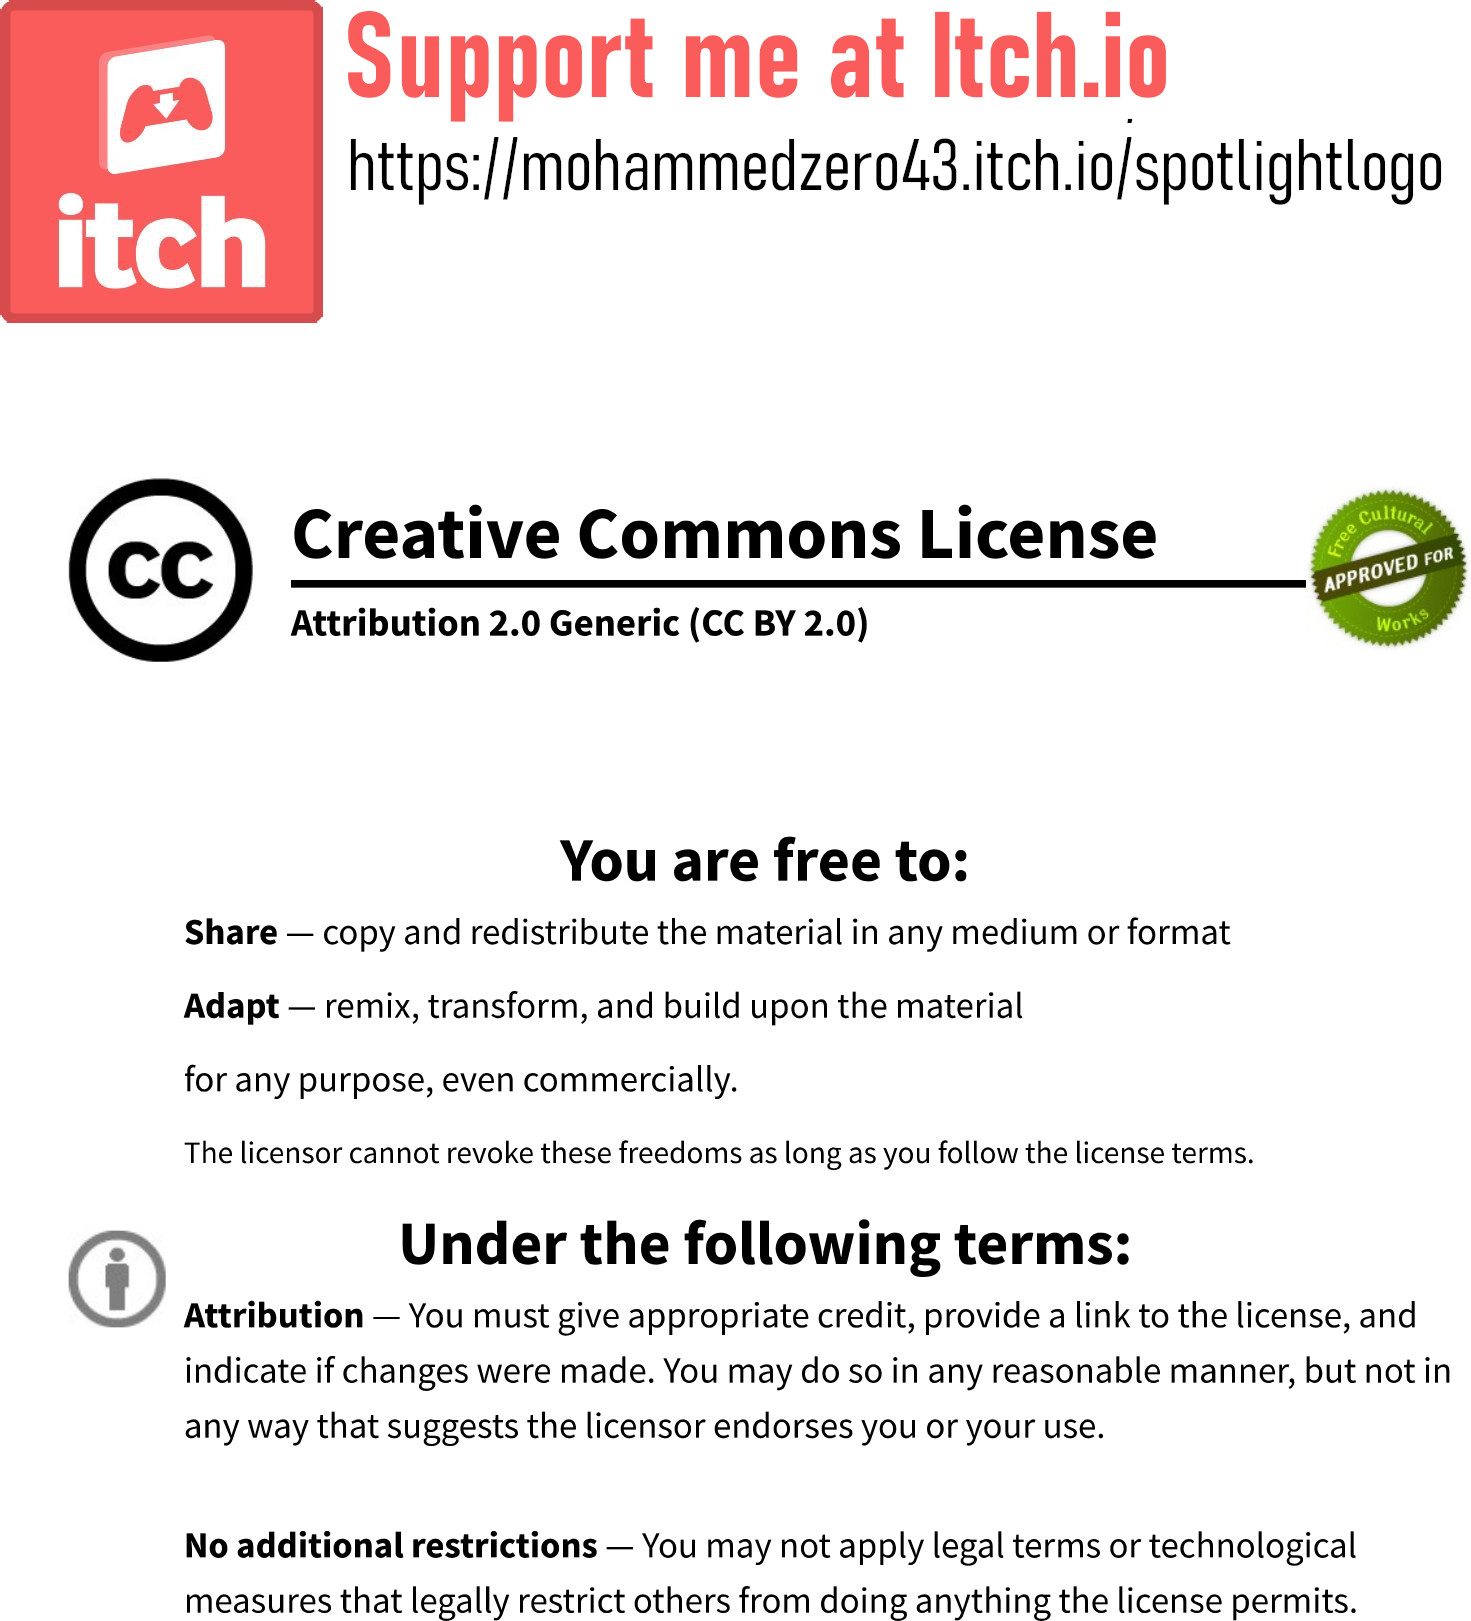 Support me at Itch.io
https://mohammedzero43.itch.io/spotlightlogo
itch
cc
Creative Commons License
Attribution 2.0 Generic (CC BY 2.0)
Free Cultural
APPROVED FOR
Works
You are free to:
Share — copy and redistribute the material in any medium or format
Adapt — remix, transform, and build upon the material
for any purpose, even commercially.
The licensor cannot revoke these freedoms as long as you follow the license terms.
Under the following terms:
Attribution — You must give appropriate credit, provide a link to the license, and
indicate if changes were made. You may do so in any reasonable manner, but not in
any way that suggests the licensor endorses you or your use.
No additional restrictions — You may not apply legal terms or technological
measures that legally restrict others from doing anything the license permits.